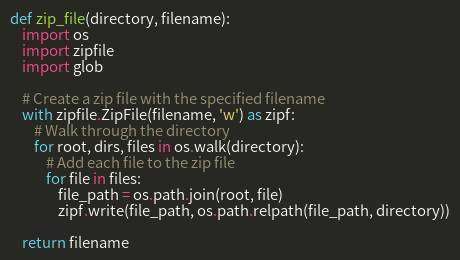 def zip_file(directory, filename):
    import os
    import zipfile
    import glob

    # Create a zip file with the specified filename
    with zipfile.ZipFile(filename, 'w') as zipf:
        # Walk through the directory
        for root, dirs, files in os.walk(directory):
            # Add each file to the zip file
            for file in files:
                file_path = os.path.join(root, file)
                zipf.write(file_path, os.path.relpath(file_path, directory))

    return filename